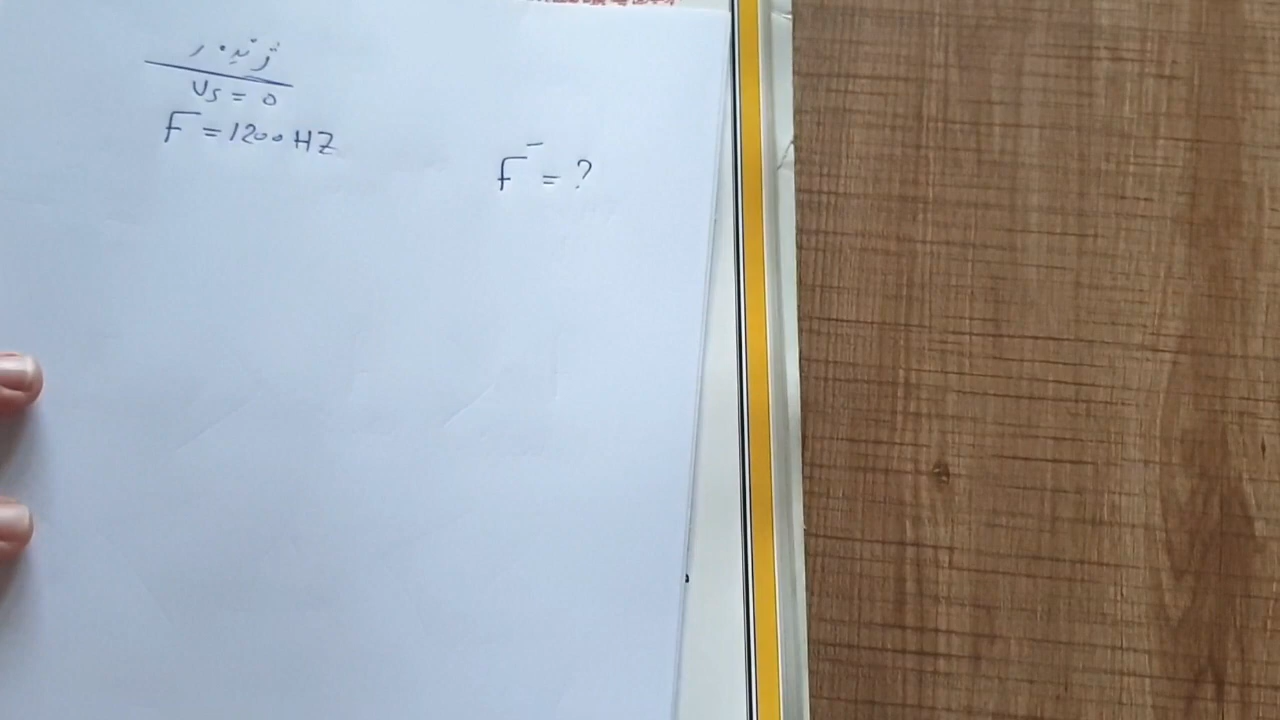 Vs = 0
F = 1200 HZ
F̄ = ?